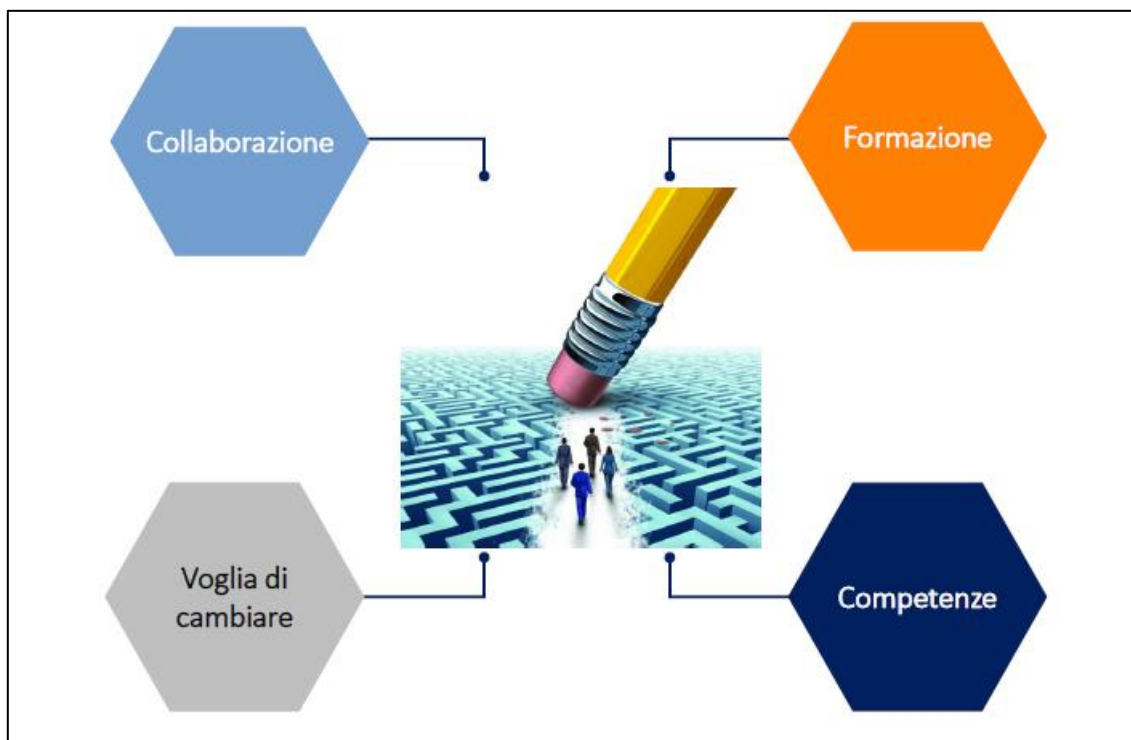 Collaborazione
Formazione
Voglia di
cambiare
Competenze